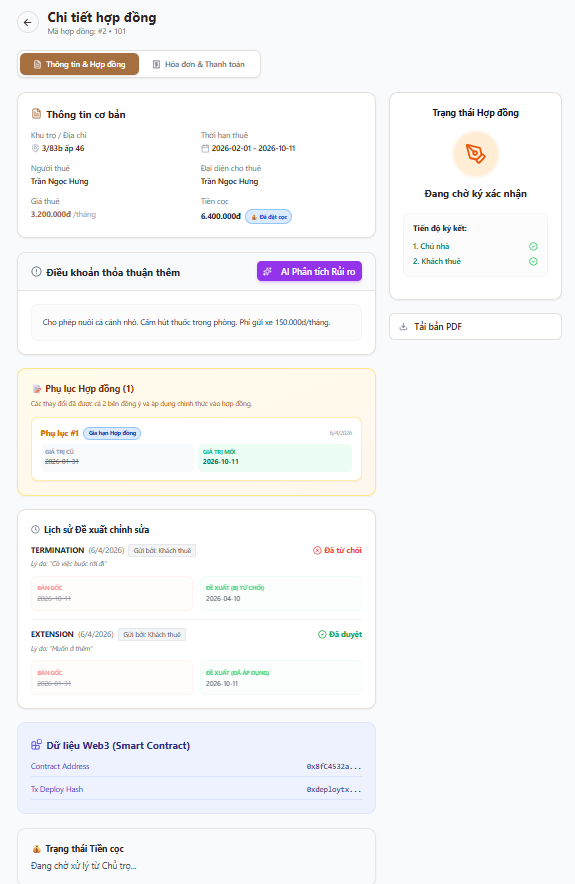 Chi tiết hợp đồng
Mã hợp đồng: #2 • 101
Thông tin & Hợp đồng
Hóa đơn & Thanh toán
Thông tin cơ bản
Khu trọ / Địa chỉ
3/83b ấp 46
Thời hạn thuê
2026-02-01 - 2026-10-11
Người thuê
Trần Ngọc Hưng
Đại diện cho thuê
Trần Ngọc Hưng
Giá thuê
3.200.000đ /tháng
Tiền cọc
6.400.000đ
Đã đặt cọc
Điều khoản thỏa thuận thêm
AI Phân tích Rủi ro
Cho phép nuôi cá cảnh nhỏ. Cấm hút thuốc trong phòng. Phí gửi xe 150.000đ/tháng.
Phụ lục Hợp đồng (1)
Các thay đổi đã được cả 2 bên đồng ý và áp dụng chính thức vào hợp đồng.
Phụ lục #1
Gia hạn Hợp đồng
6/4/2026
GIÁ TRỊ CŨ
2026-01-31
GIÁ TRỊ MỚI
2026-10-11
Lịch sử Đề xuất chỉnh sửa
TERMINATION (6/4/2026) Gửi bởi: Khách thuê
Đã từ chối
Lý do: "Có việc buộc rời đi"
BẢN GỐC
2026-10-11
ĐỀ XUẤT (BỊ TỪ CHỐI)
2026-04-10
EXTENSION (6/4/2026) Gửi bởi: Khách thuê
Đã duyệt
Lý do: "Muốn ở thêm"
BẢN GỐC
2026-01-31
ĐỀ XUẤT (ĐÃ ÁP DỤNG)
2026-10-11
Dữ liệu Web3 (Smart Contract)
Contract Address
0x8fC4532a...
Tx Deploy Hash
0xdeploytx...
Trạng thái Tiền cọc
Đang chờ xử lý từ Chủ trọ...
Trạng thái Hợp đồng
Đang chờ ký xác nhận
Tiến độ ký kết:
1. Chủ nhà
2. Khách thuê
Tải bản PDF